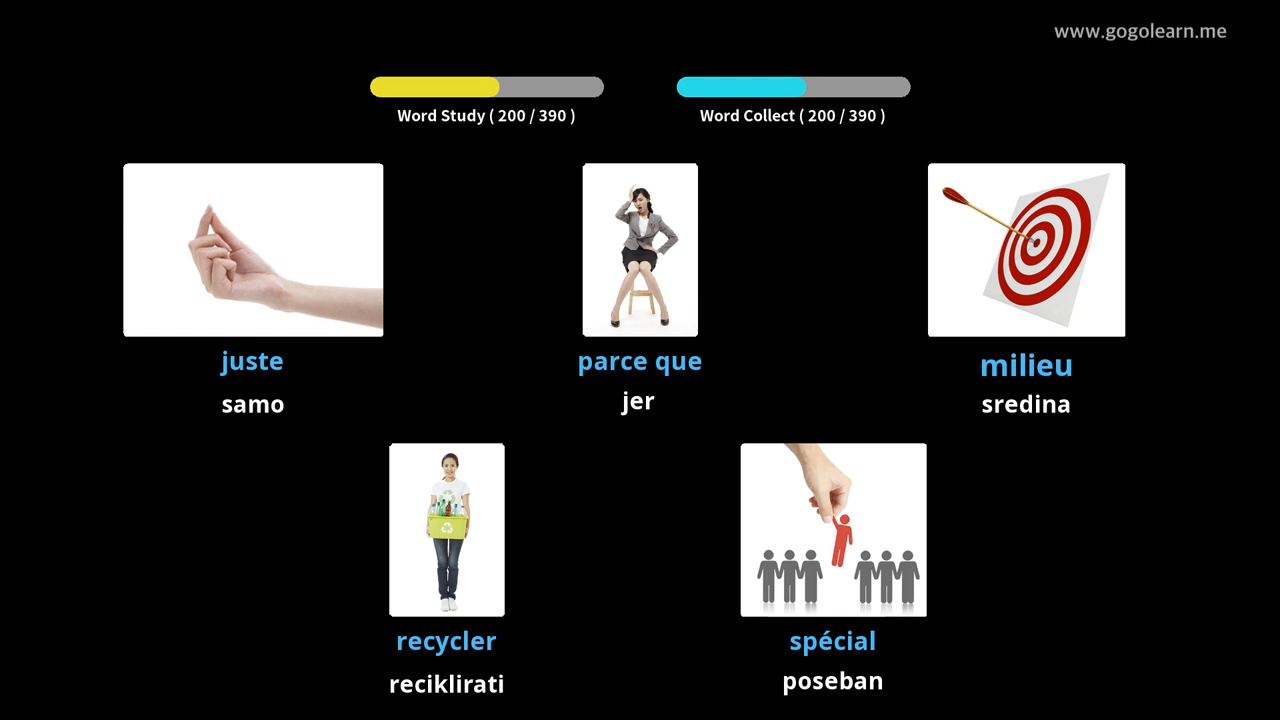 www.gogolearn.me
Word Study ( 200 / 390 )
Word Collect ( 200 / 390 )
juste
samo
parce que
jer
milieu
sredina
recycler
reciklirati
spécial
poseban